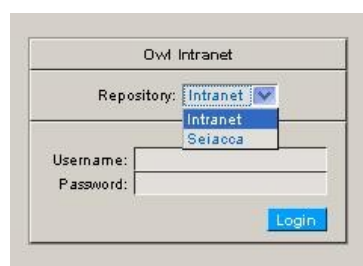 Owl Intranet
Repository: Intranet
Intranet
Seiacca
Username:
Password:
Login